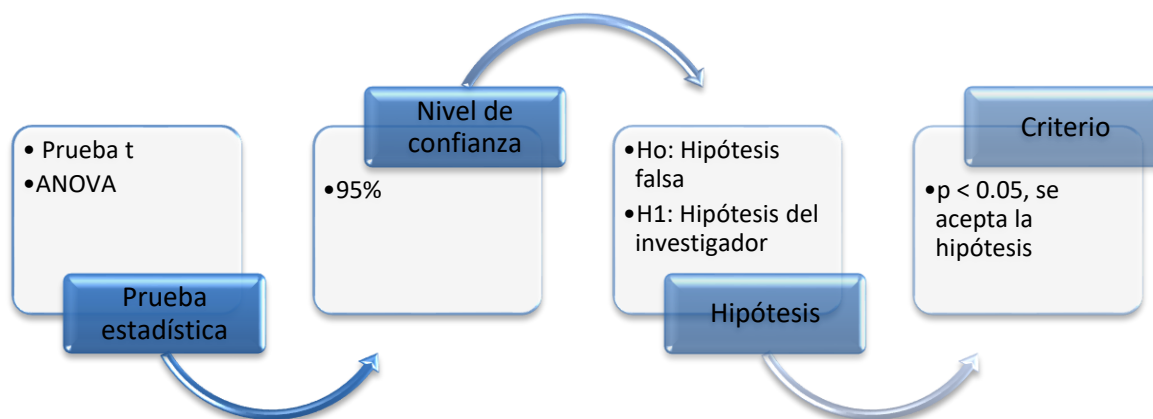 • Prueba t
•ANOVA
Prueba
estadística
Nivel de
confianza
•95%
•Ho: Hipótesis
falsa
•H1: Hipótesis del
investigador
Hipótesis
Criterio
•p < 0.05, se
acepta la
hipótesis